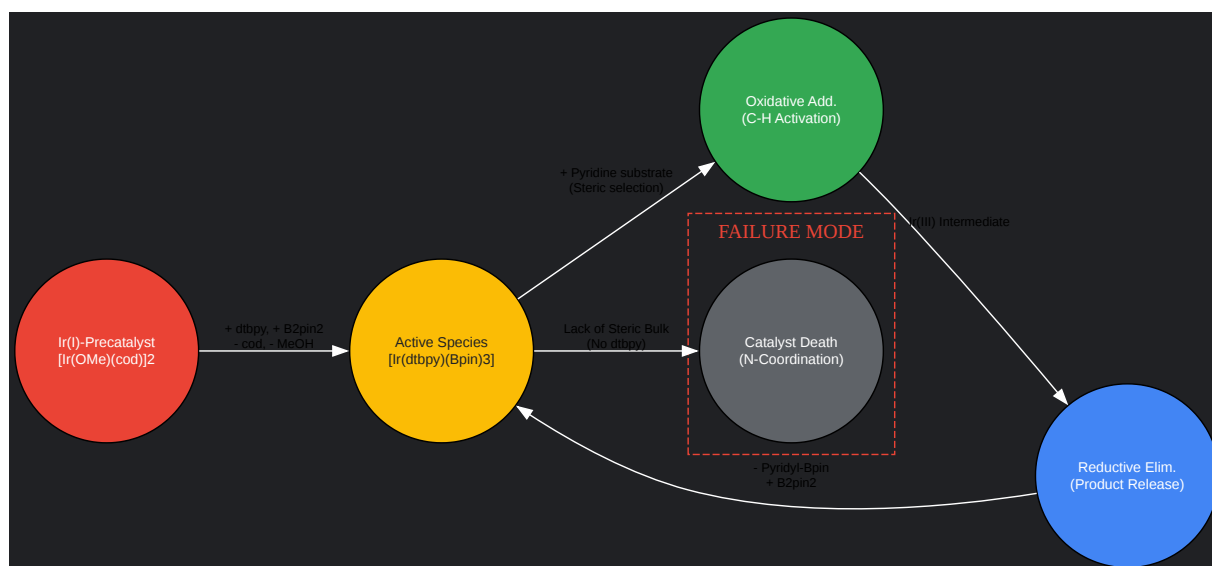 Oxidative Add.
(C-H Activation)
+ Pyridine substrate
(Steric selection)
FAILURE MODE
Ir(III) Intermediate
Ir(I)-Precatalyst
[Ir(OMe)(cod)]2
+ dtbpy, + B2pin2
- cod, - MeOH
Active Species
[Ir(dtbpy)(Bpin)3]
Lack of Steric Bulk
(No dtbpy)
Catalyst Death
(N-Coordination)
- Pyridyl-Bpin
+ B2pin2
Reductive Elim.
(Product Release)